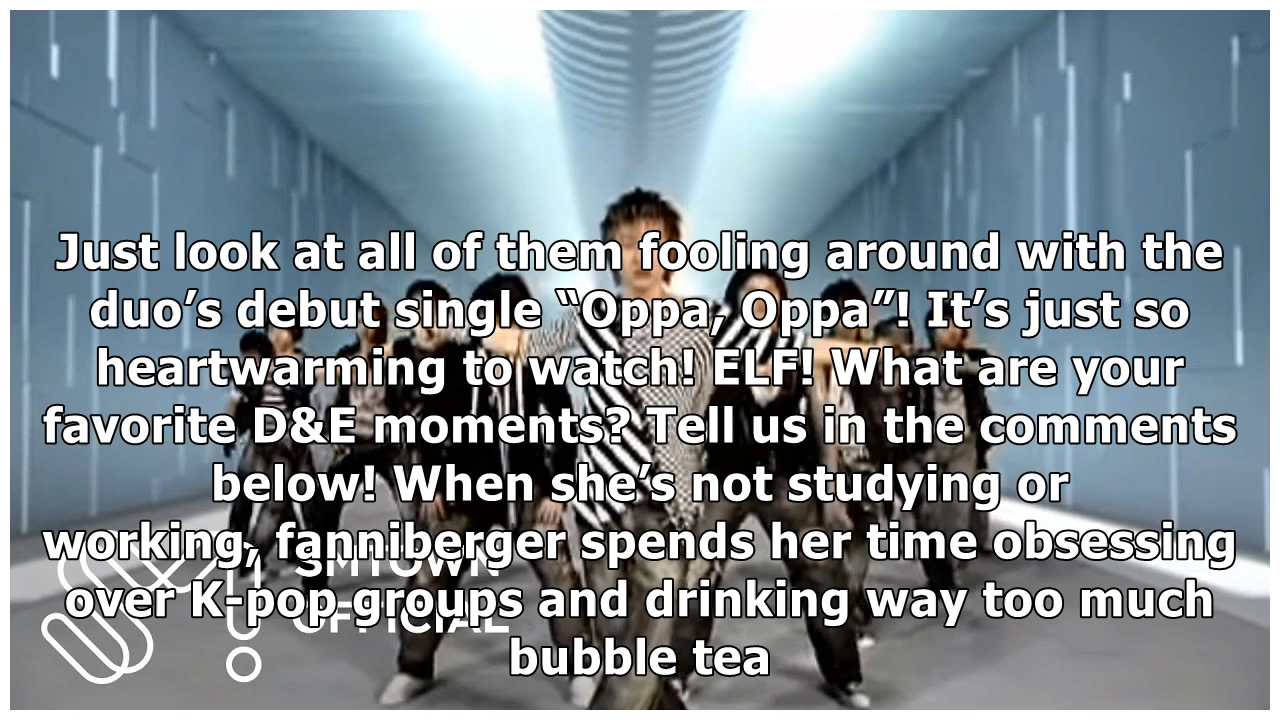 Just look at all of them fooling around with the
duo’s debut single “Oppa, Oppa”! It’s just so
heartwarming to watch! ELF! What are your
favorite D&E moments? Tell us in the comments
below! When she’s not studying or
working, fanniberger spends her time obsessing
over K-pop groups and drinking way too much
bubble tea
SMTOWN
OFFICIAL